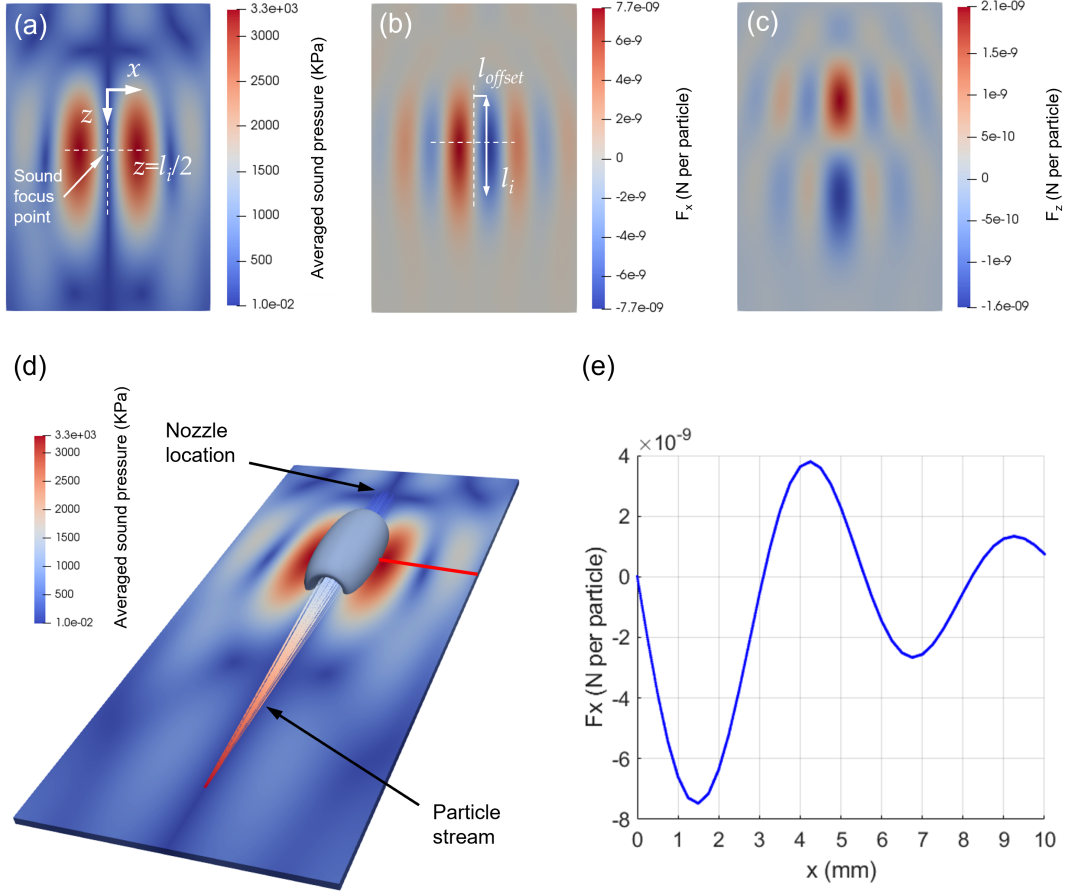 (a)
x
z
z=l_i/2
Sound
focus
point
3.3e+03
3000
2500
2000
1500
1000
500
1.0e-02
Averaged sound pressure (KPa)
(b)
l_offset
l_i
7.7e-09
6e-9
4e-9
2e-9
0
-2e-9
-4e-9
-6e-9
-7.7e-09
F_x (N per particle)
(c)
2.1e-09
1.5e-9
1e-9
5e-10
0
-5e-10
-1e-9
-1.6e-09
F_z (N per particle)
(d)
3.3e+03
3000
2500
2000
1500
1000
500
1.0e-02
Averaged sound pressure (KPa)
Nozzle
location
Particle
stream
(e)
×10^-9
4
2
0
-2
-4
-6
-8
Fx (N per particle)
0 1 2 3 4 5 6 7 8 9 10
x (mm)